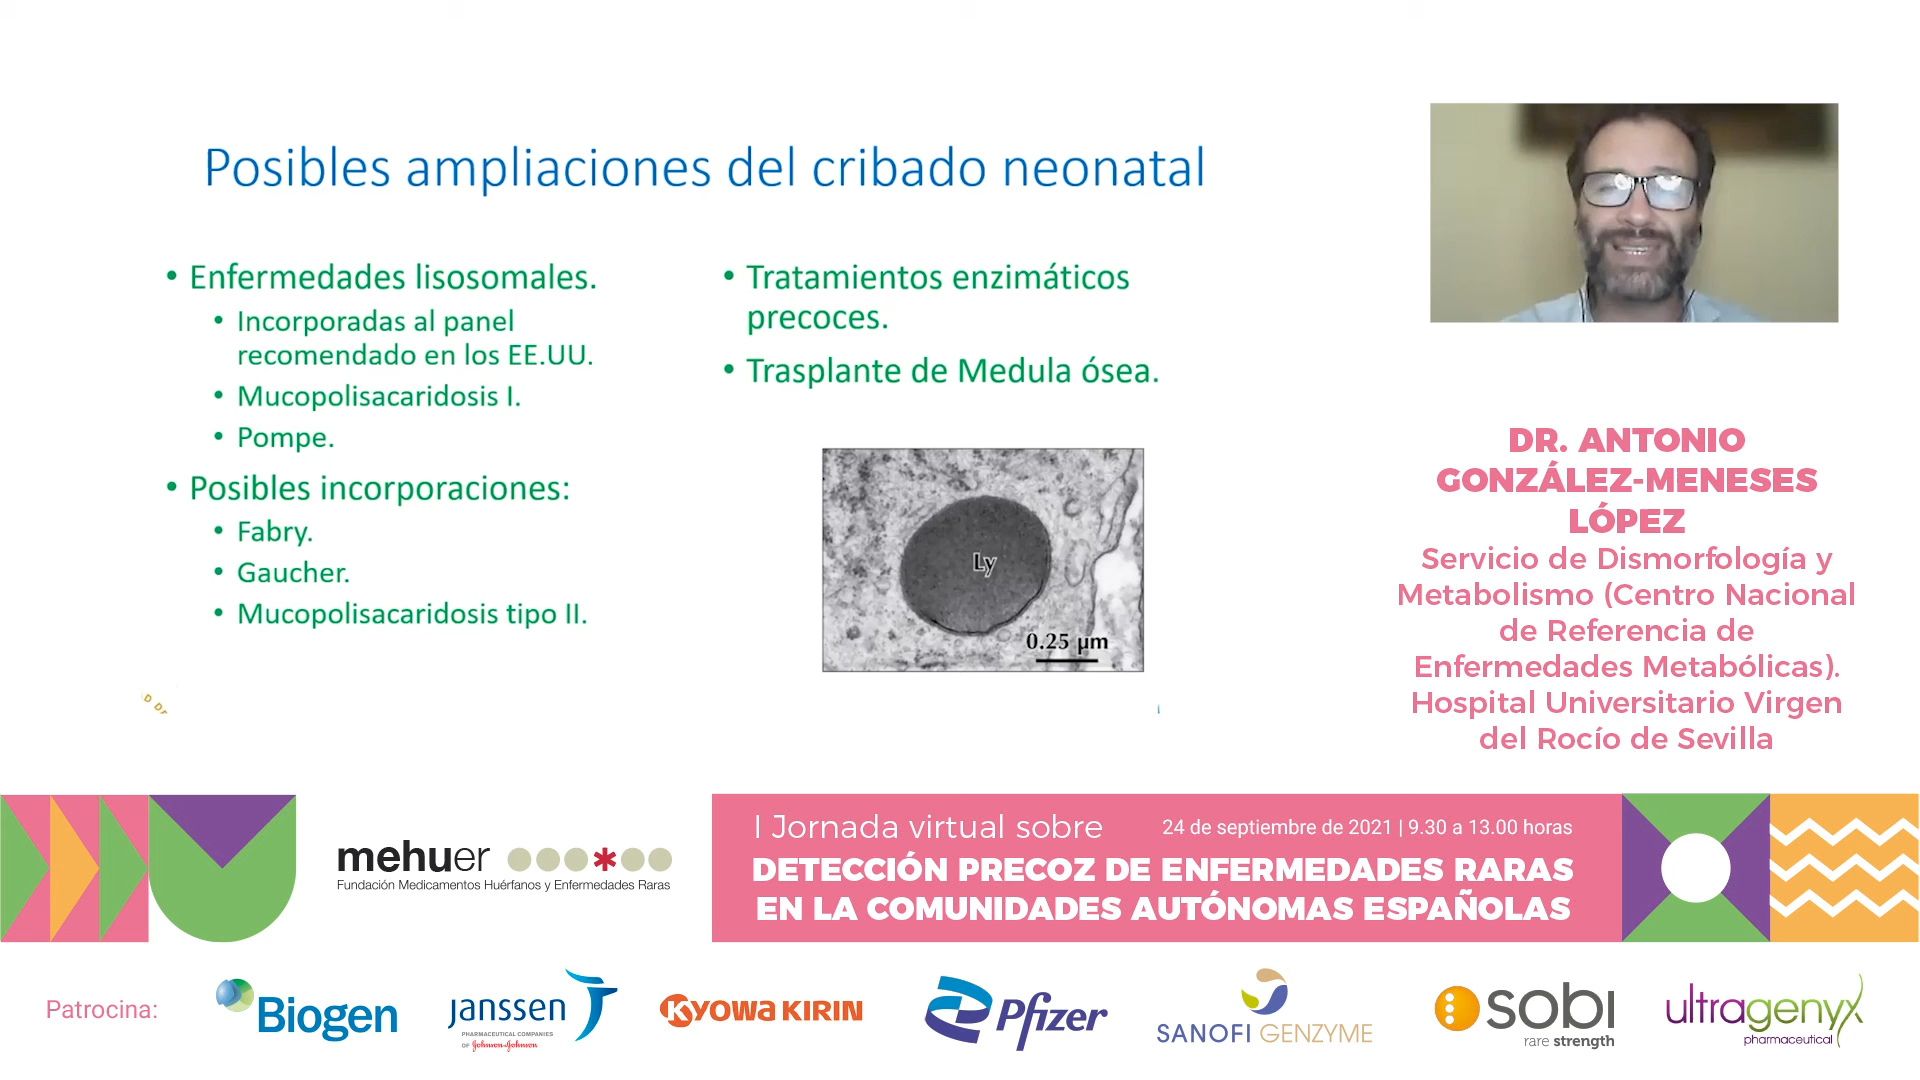 Posibles ampliaciones del cribado neonatal
• Enfermedades lisosomales.
• Incorporadas al panel
recomendado en los EE.UU.
• Mucopolisacaridosis I.
• Pompe.
• Posibles incorporaciones:
• Fabry.
• Gaucher.
• Mucopolisacaridosis tipo II.
• Tratamientos enzimáticos
precoces.
• Trasplante de Medula ósea.
Ly
0.25 µm
DR. ANTONIO
GONZÁLEZ-MENESES
LÓPEZ
Servicio de Dismorfología y
Metabolismo (Centro Nacional
de Referencia de
Enfermedades Metabólicas).
Hospital Universitario Virgen
del Rocío de Sevilla
mehuer
Fundación Medicamentos Huérfanos y Enfermedades Raras
I Jornada virtual sobre
24 de septiembre de 2021 | 9.30 a 13.00 horas
DETECCIÓN PRECOZ DE ENFERMEDADES RARAS
EN LA COMUNIDADES AUTÓNOMAS ESPAÑOLAS
Patrocina:
Biogen
janssen
PHARMACEUTICAL COMPANIES
OF Johnson & Johnson
KYOWA KIRIN
Pfizer
SANOFI GENZYME
sobi
rare strength
ultragenyx
pharmaceutical